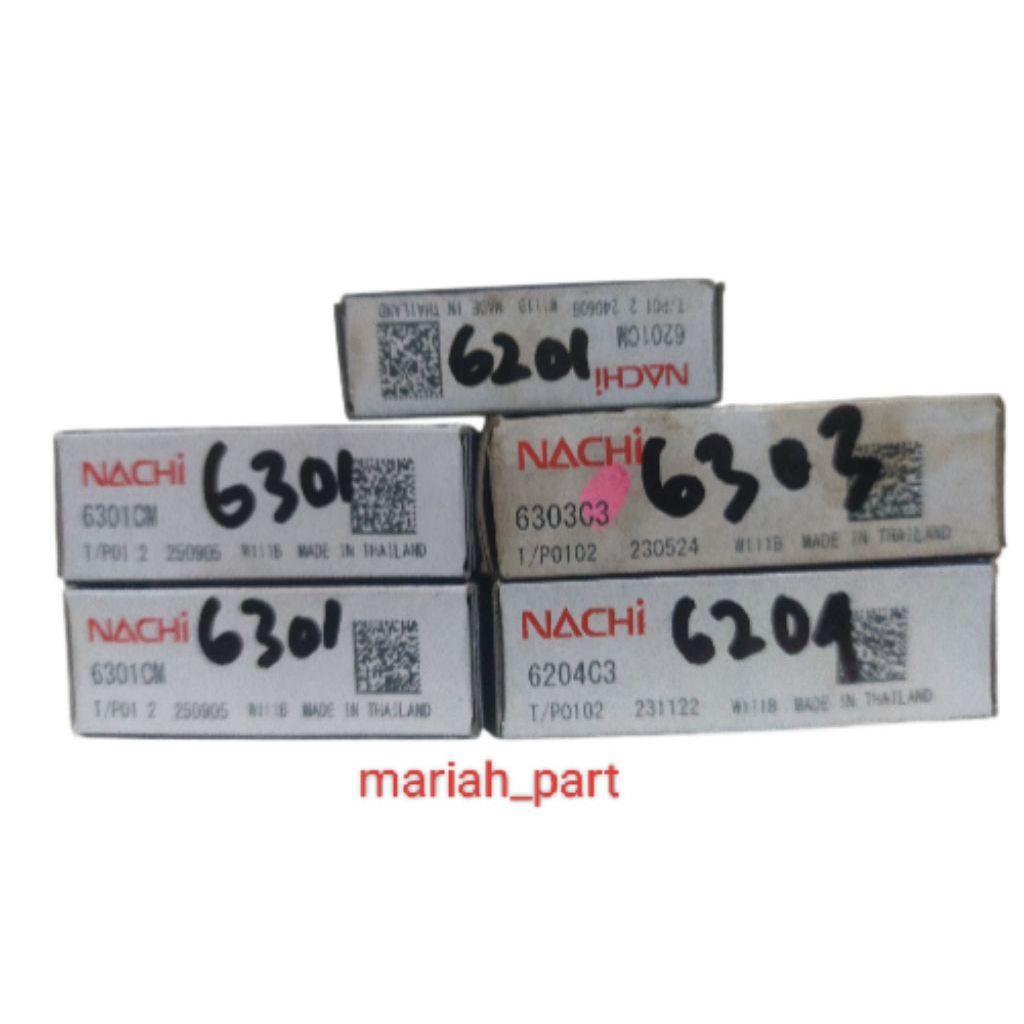 T/P01 2 240608 W111B MADE IN THAILAND
6201CM
NACHi
6201
NACHi
6301CM
T/P01 2 250905 W111B MADE IN THAILAND
6301
NACHi
6303C3
T/P0102 230524 W111B MADE IN THAILAND
6303
NACHi
6301CM
T/P01 2 250905 W111B MADE IN THAILAND
6301
NACHi
6204C3
T/P0102 231122 W111B MADE IN THAILAND
6204
mariah_part